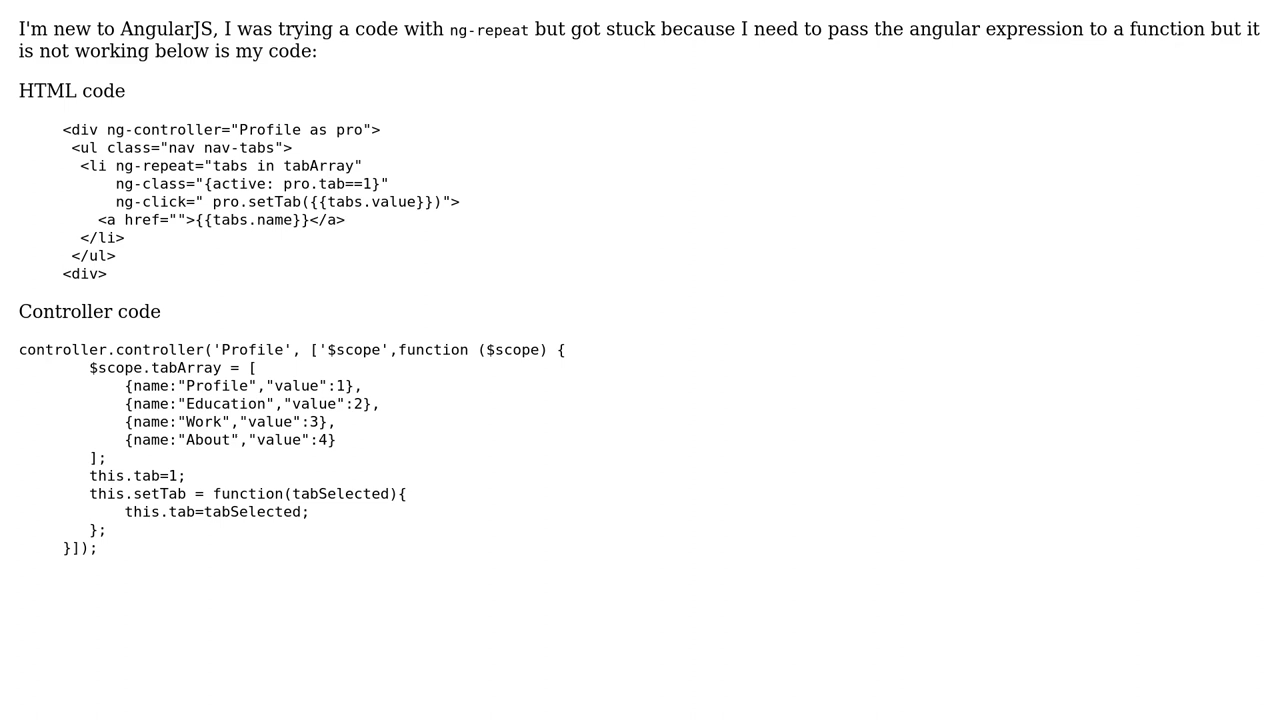 I'm new to AngularJS, I was trying a code with ng-repeat but got stuck because I need to pass the angular expression to a function but it
is not working below is my code:
HTML code
<div ng-controller="Profile as pro">
<ul class="nav nav-tabs">
<li ng-repeat="tabs in tabArray"
ng-class="{active: pro.tab==1}"
ng-click=" pro.setTab({{tabs.value}})">
<a href="">{{tabs.name}}</a>
</li>
</ul>
<div>
Controller code
controller.controller('Profile', ['$scope',function ($scope) {
$scope.tabArray = [
{name:"Profile","value":1},
{name:"Education","value":2},
{name:"Work","value":3},
{name:"About","value":4}
];
this.tab=1;
this.setTab = function(tabSelected){
this.tab=tabSelected;
};
}]);